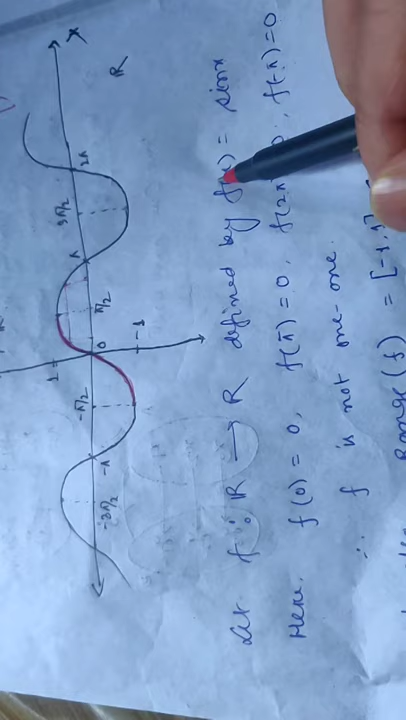 x
R
-3π/2 -π -π/2 0 π/2 π 3π/2 2π
1
-1
Let f: R → R defined by f(x) = sinx
Here, f(0) = 0, f(π) = 0, f(2π) 0, f(-π) = 0
∴ f is not one-one.
Range (f) = [-1, 1]